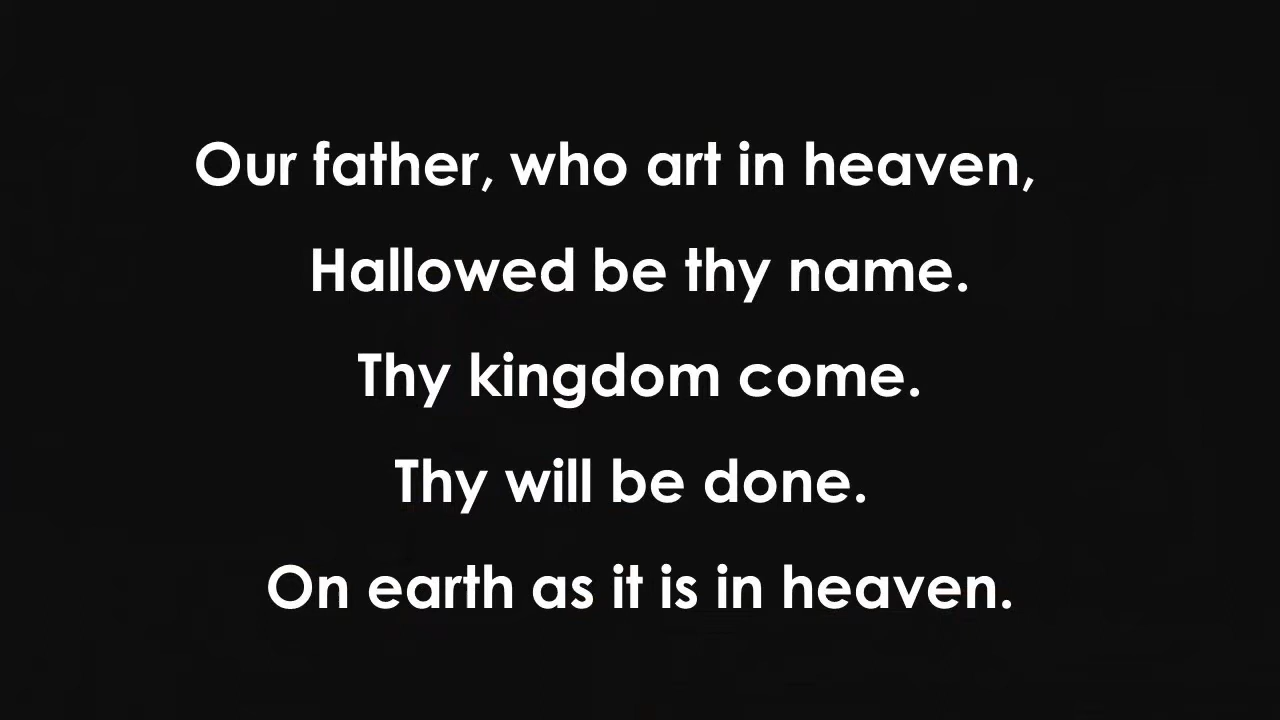 Our father, who art in heaven,
Hallowed be thy name.
Thy kingdom come.
Thy will be done.
On earth as it is in heaven.